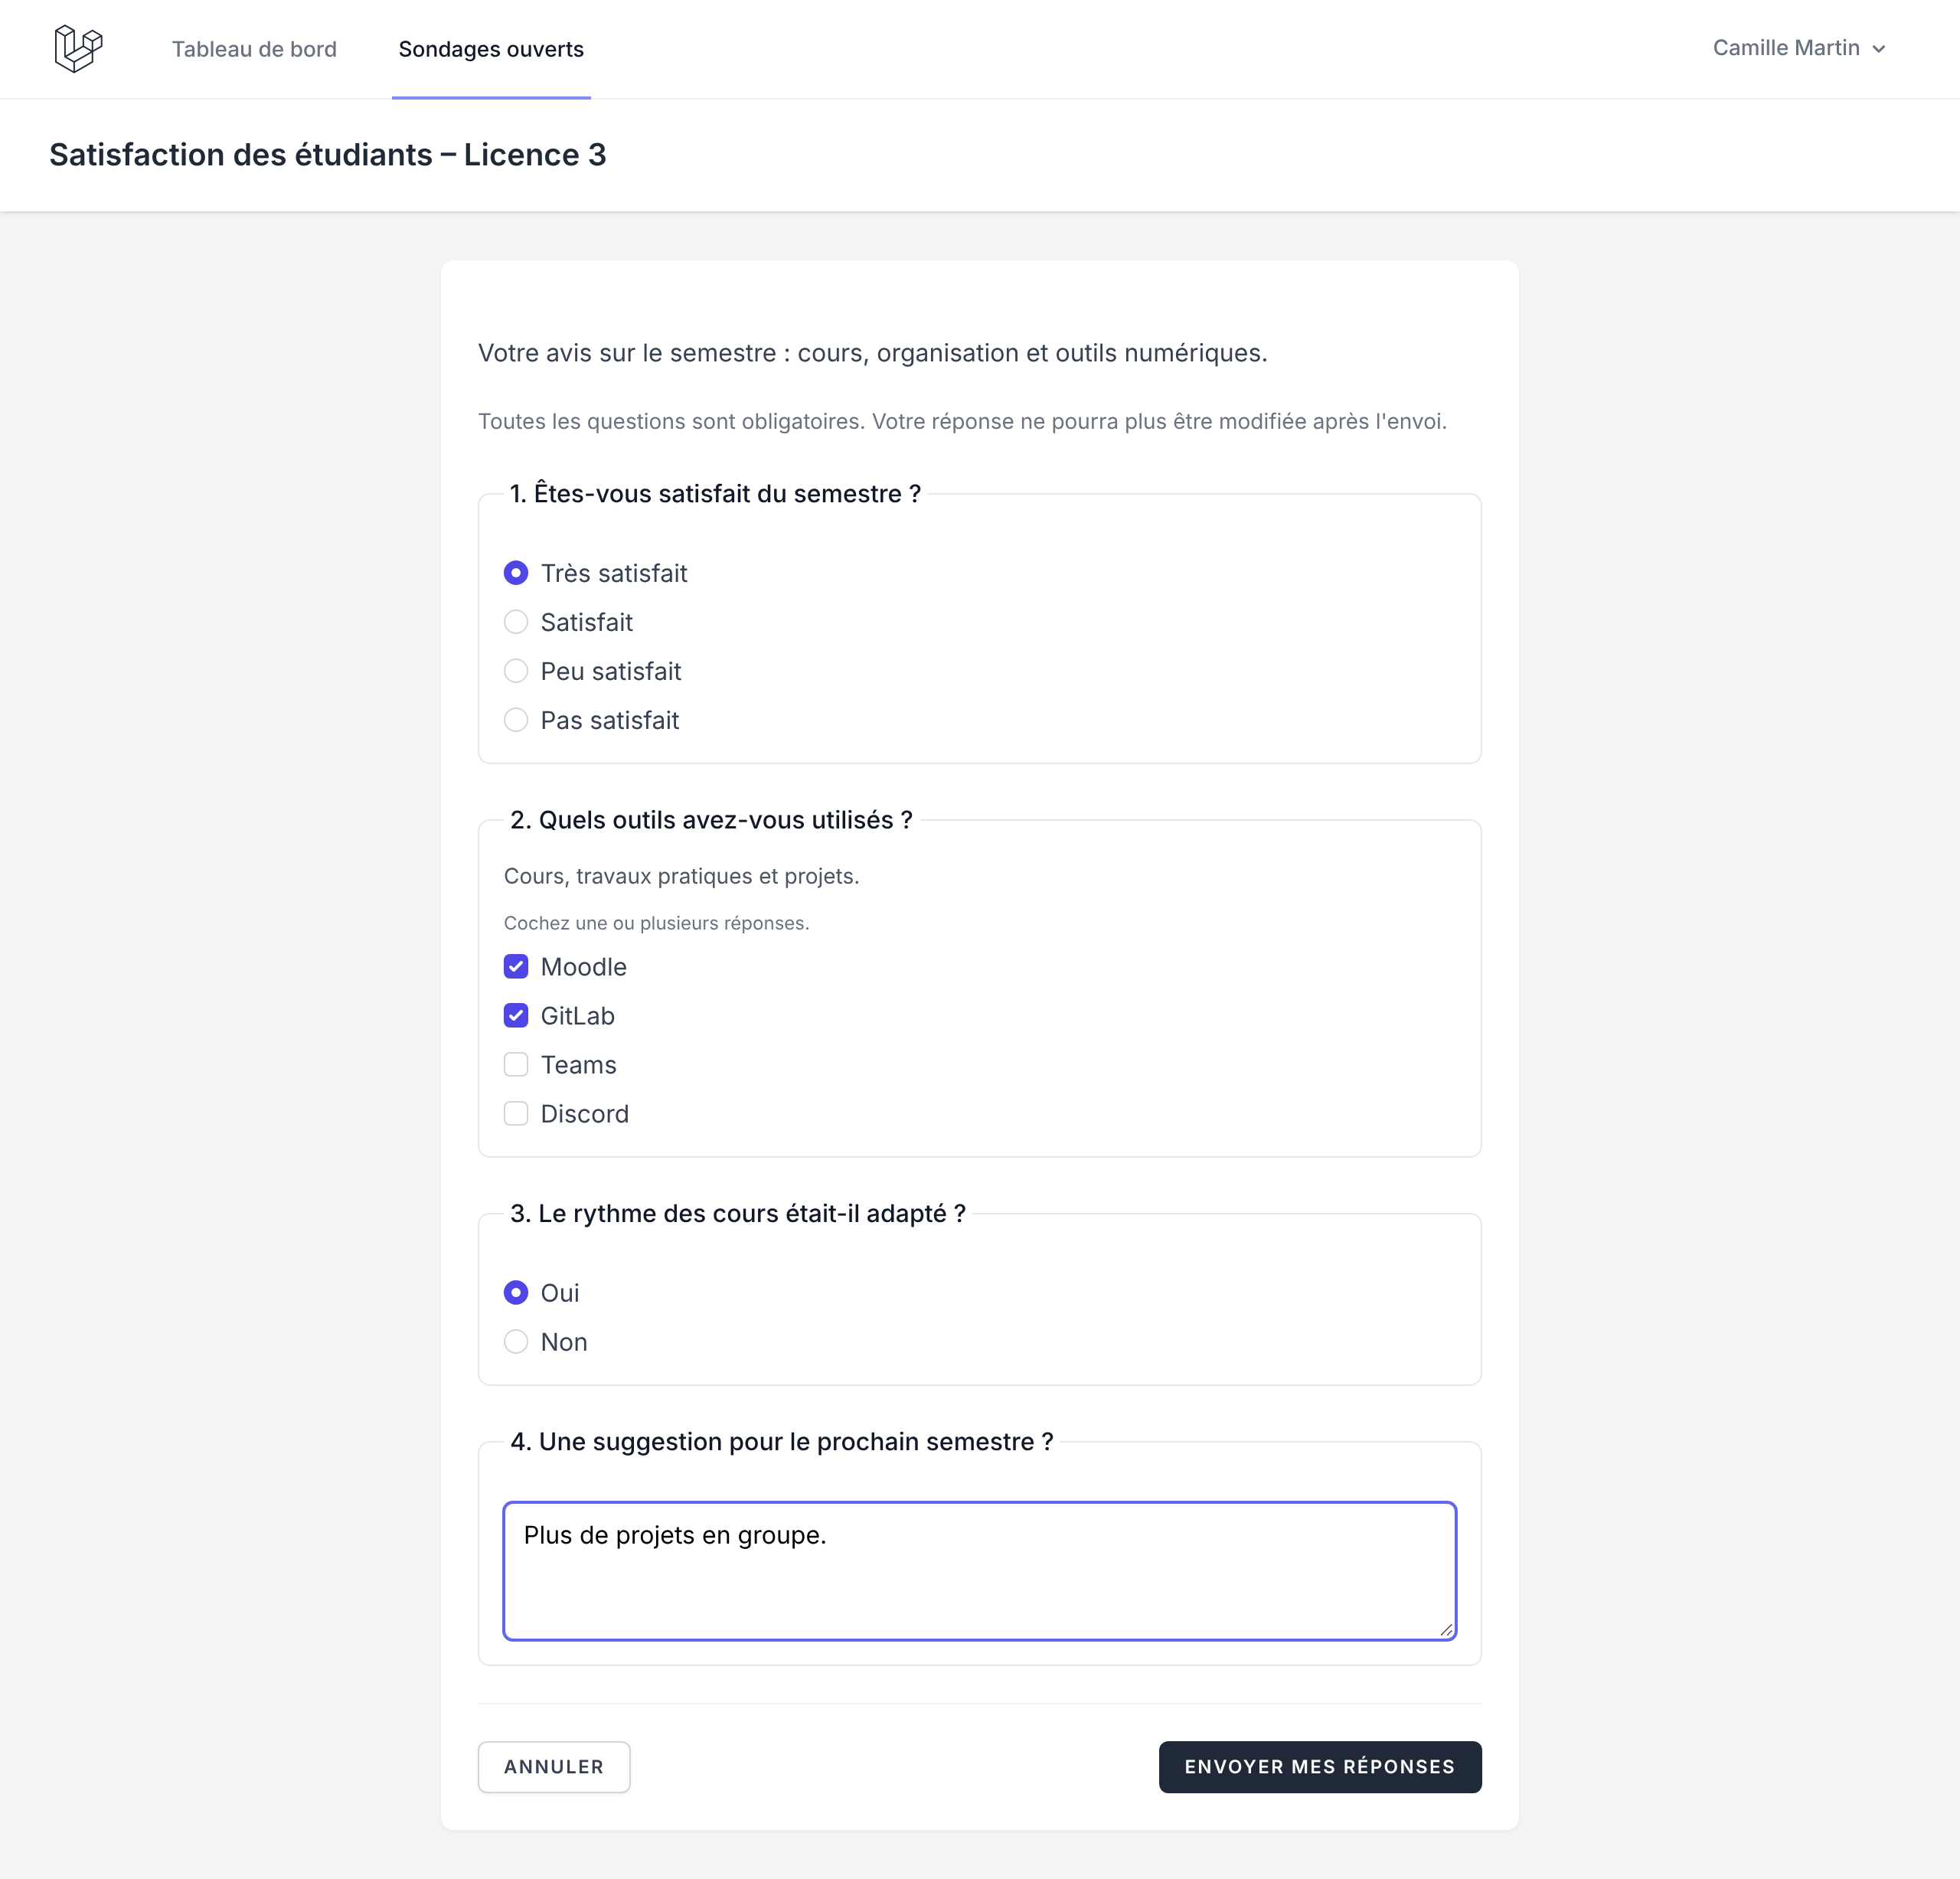 Tableau de bord
Sondages ouverts
Camille Martin
Satisfaction des étudiants – Licence 3
Votre avis sur le semestre : cours, organisation et outils numériques.
Toutes les questions sont obligatoires. Votre réponse ne pourra plus être modifiée après l'envoi.
1. Êtes-vous satisfait du semestre ?
Très satisfait
Satisfait
Peu satisfait
Pas satisfait
2. Quels outils avez-vous utilisés ?
Cours, travaux pratiques et projets.
Cochez une ou plusieurs réponses.
Moodle
GitLab
Teams
Discord
3. Le rythme des cours était-il adapté ?
Oui
Non
4. Une suggestion pour le prochain semestre ?
Plus de projets en groupe.
ANNULER
ENVOYER MES RÉPONSES